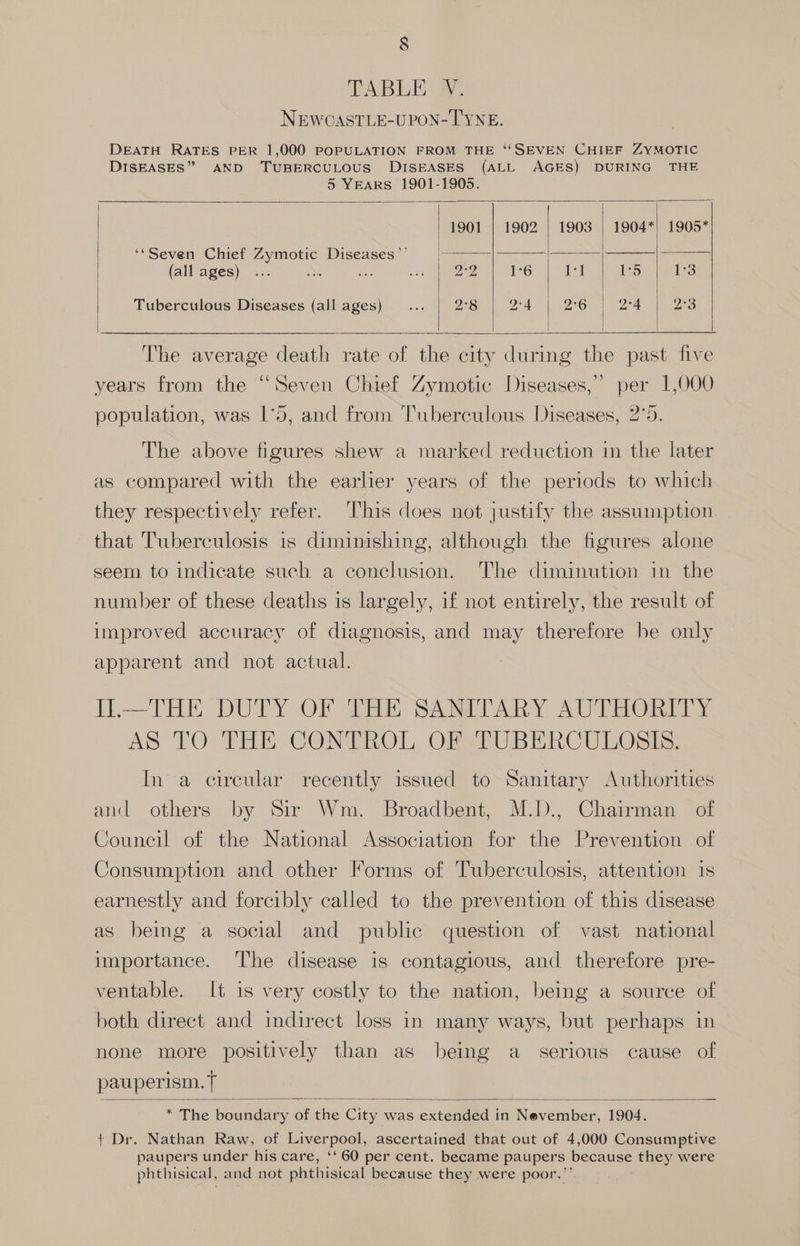 8
TABLE V.
NEWCASTLE-UPON-TYNE.
DEATH RATES PER 1,000 POPULATION FROM THE “SEVEN CHIEF ZYMOTIC
DISEASES” AND TUBERCULOUS DISEASES (ALL AGES) DURING THE
5 YEARS 1901-1905.
1901 1902 1903 1904* 1905*
“Seven Chief Zymotic Diseases”
(all ages) ... ... ... ... 2·2 1·6 1·1 1·5 1·3
Tuberculous Diseases (all ages) ... 2·8 2·4 2·6 2·4 2·3
The average death rate of the city during the past five
years from the “Seven Chief Zymotic Diseases,” per 1,000
population, was 1·5, and from Tuberculous Diseases, 2·5.
The above figures shew a marked reduction in the later
as compared with the earlier years of the periods to which
they respectively refer. This does not justify the assumption
that Tuberculosis is diminishing, although the figures alone
seem to indicate such a conclusion. The diminution in the
number of these deaths is largely, if not entirely, the result of
improved accuracy of diagnosis, and may therefore be only
apparent and not actual.
II.—THE DUTY OF THE SANITARY AUTHORITY
AS TO THE CONTROL OF TUBERCULOSIS.
In a circular recently issued to Sanitary Authorities
and others by Sir Wm. Broadbent, M.D., Chairman of
Council of the National Association for the Prevention of
Consumption and other Forms of Tuberculosis, attention is
earnestly and forcibly called to the prevention of this disease
as being a social and public question of vast national
importance. The disease is contagious, and therefore pre-
ventable. It is very costly to the nation, being a source of
both direct and indirect loss in many ways, but perhaps in
none more positively than as being a serious cause of
pauperism.†
* The boundary of the City was extended in Nevember, 1904.
† Dr. Nathan Raw, of Liverpool, ascertained that out of 4,000 Consumptive
paupers under his care, “60 per cent. became paupers because they were
phthisical, and not phthisical because they were poor.”